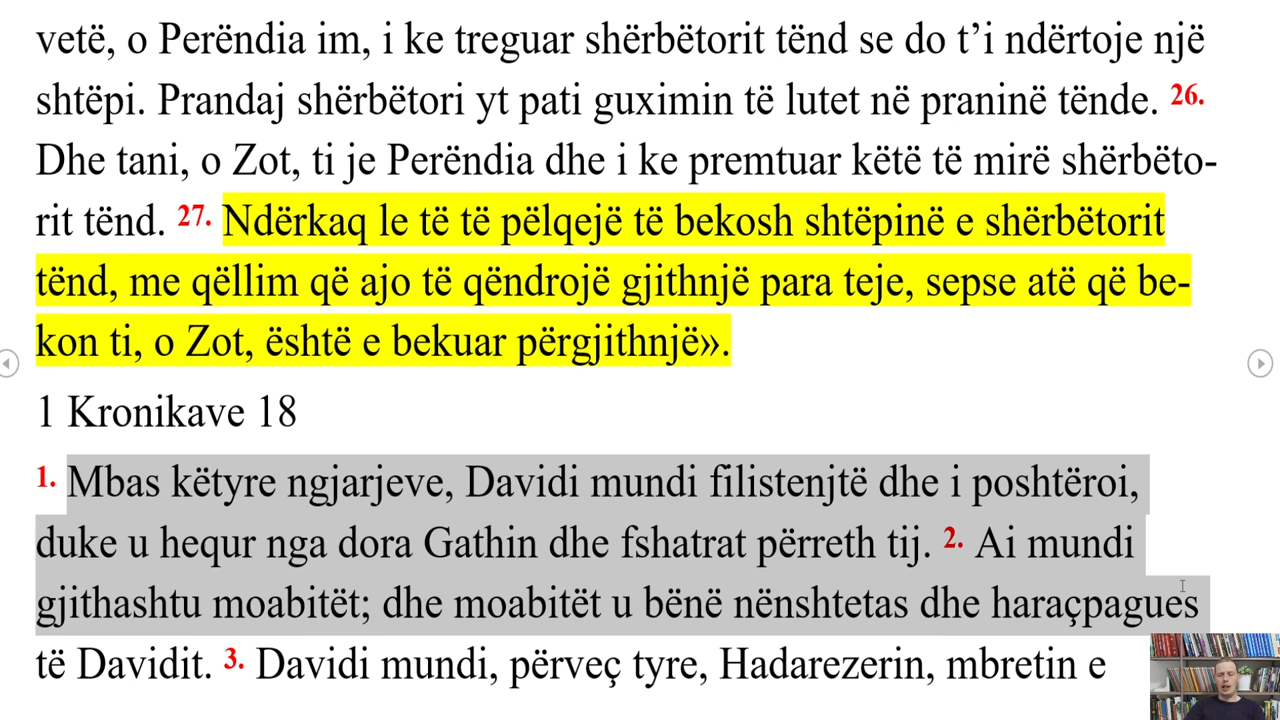 vetë, o Perëndia im, i ke treguar shërbëtorit tënd se do t’i ndërtoje një
shtëpi. Prandaj shërbëtori yt pati guximin të lutet në praninë tënde. 26.
Dhe tani, o Zot, ti je Perëndia dhe i ke premtuar këtë të mirë shërbëto-
rit tënd. 27. Ndërkaq le të të pëlqejë të bekosh shtëpinë e shërbëtorit
tënd, me qëllim që ajo të qëndrojë gjithnjë para teje, sepse atë që be-
kon ti, o Zot, është e bekuar përgjithnjë».
1 Kronikave 18
1. Mbas këtyre ngjarjeve, Davidi mundi filistenjtë dhe i poshtëroi,
duke u hequr nga dora Gathin dhe fshatrat përreth tij. 2. Ai mundi
gjithashtu moabitët; dhe moabitët u bënë nënshtetas dhe haraçpagues
të Davidit. 3. Davidi mundi, përveç tyre, Hadarezerin, mbretin e